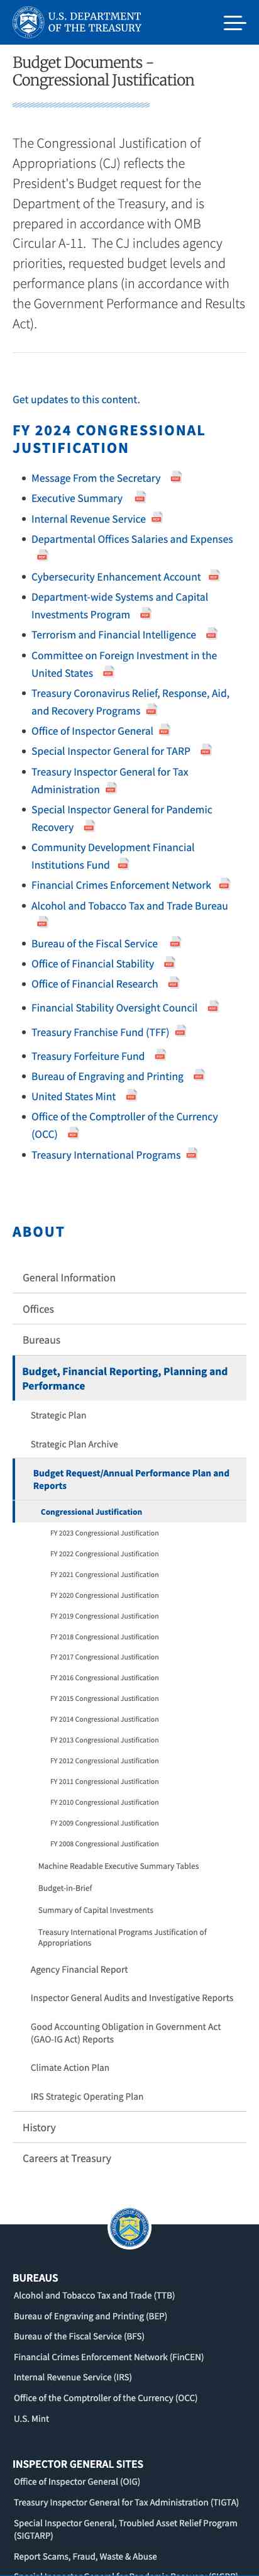 U.S. DEPARTMENT
OF THE TREASURY
Budget Documents -
Congressional Justification
The Congressional Justification of
Appropriations (CJ) reflects the
President's Budget request for the
Department of the Treasury, and is
prepared in accordance with OMB
Circular A-11. The CJ includes agency
priorities, requested budget levels and
performance plans (in accordance with
the Government Performance and Results
Act).
Get updates to this content.
FY 2024 CONGRESSIONAL
JUSTIFICATION
Message From the Secretary
Executive Summary
Internal Revenue Service
Departmental Offices Salaries and Expenses
Cybersecurity Enhancement Account
Department-wide Systems and Capital
Investments Program
Terrorism and Financial Intelligence
Committee on Foreign Investment in the
United States
Treasury Coronavirus Relief, Response, Aid,
and Recovery Programs
Office of Inspector General
Special Inspector General for TARP
Treasury Inspector General for Tax
Administration
Special Inspector General for Pandemic
Recovery
Community Development Financial
Institutions Fund
Financial Crimes Enforcement Network
Alcohol and Tobacco Tax and Trade Bureau
Bureau of the Fiscal Service
Office of Financial Stability
Office of Financial Research
Financial Stability Oversight Council
Treasury Franchise Fund (TFF)
Treasury Forfeiture Fund
Bureau of Engraving and Printing
United States Mint
Office of the Comptroller of the Currency
(OCC)
Treasury International Programs
ABOUT
General Information
Offices
Bureaus
Budget, Financial Reporting, Planning and
Performance
Strategic Plan
Strategic Plan Archive
Budget Request/Annual Performance Plan and
Reports
Congressional Justification
FY 2023 Congressional Justification
FY 2022 Congressional Justification
FY 2021 Congressional Justification
FY 2020 Congressional Justification
FY 2019 Congressional Justification
FY 2018 Congressional Justification
FY 2017 Congressional Justification
FY 2016 Congressional Justification
FY 2015 Congressional Justification
FY 2014 Congressional Justification
FY 2013 Congressional Justification
FY 2012 Congressional Justification
FY 2011 Congressional Justification
FY 2010 Congressional Justification
FY 2009 Congressional Justification
FY 2008 Congressional Justification
Machine Readable Executive Summary Tables
Budget-in-Brief
Summary of Capital Investments
Treasury International Programs Justification of
Appropriations
Agency Financial Report
Inspector General Audits and Investigative Reports
Good Accounting Obligation in Government Act
(GAO-IG Act) Reports
Climate Action Plan
IRS Strategic Operating Plan
History
Careers at Treasury
BUREAUS
Alcohol and Tobacco Tax and Trade (TTB)
Bureau of Engraving and Printing (BEP)
Bureau of the Fiscal Service (BFS)
Financial Crimes Enforcement Network (FinCEN)
Internal Revenue Service (IRS)
Office of the Comptroller of the Currency (OCC)
U.S. Mint
INSPECTOR GENERAL SITES
Office of Inspector General (OIG)
Treasury Inspector General for Tax Administration (TIGTA)
Special Inspector General, Troubled Asset Relief Program
(SIGTARP)
Report Scams, Fraud, Waste & Abuse
Special Inspector General for Pandemic Recovery (SIGPR)